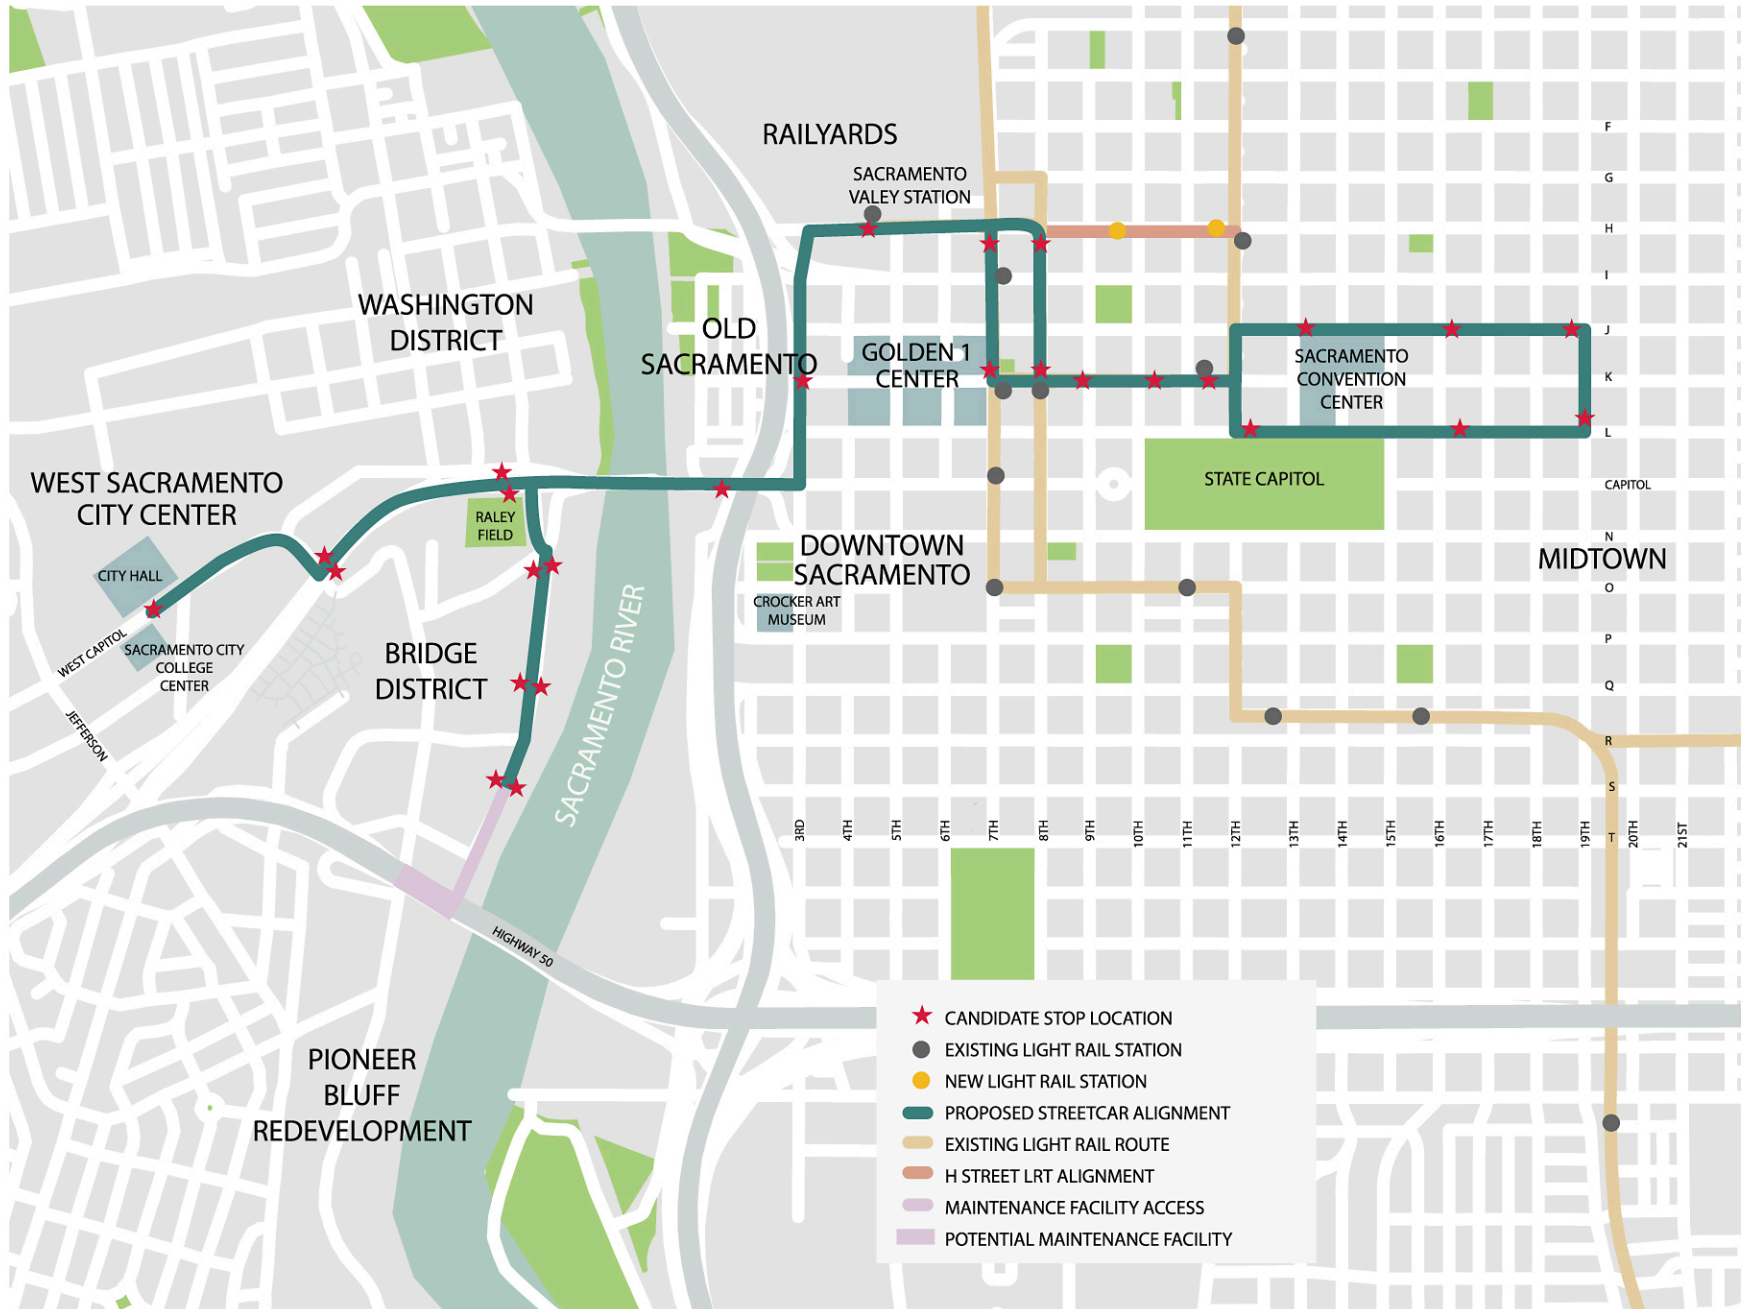 RAILYARDS
SACRAMENTO
VALEY STATION
F
G
H
I
J
K
L
CAPITOL
N
O
P
Q
R
S
T
WASHINGTON
DISTRICT
OLD
SACRAMENTO
GOLDEN 1
CENTER
SACRAMENTO
CONVENTION
CENTER
STATE CAPITOL
WEST SACRAMENTO
CITY CENTER
RALEY
FIELD
CITY HALL
DOWNTOWN
SACRAMENTO
MIDTOWN
CROCKER ART
MUSEUM
WEST CAPITOL
SACRAMENTO CITY
COLLEGE
CENTER
BRIDGE
DISTRICT
JEFFERSON
SACRAMENTO RIVER
3RD
4TH
5TH
6TH
7TH
8TH
9TH
10TH
11TH
12TH
13TH
14TH
15TH
16TH
17TH
18TH
19TH
20TH
21ST
HIGHWAY 50
PIONEER
BLUFF
REDEVELOPMENT
CANDIDATE STOP LOCATION
EXISTING LIGHT RAIL STATION
NEW LIGHT RAIL STATION
PROPOSED STREETCAR ALIGNMENT
EXISTING LIGHT RAIL ROUTE
H STREET LRT ALIGNMENT
MAINTENANCE FACILITY ACCESS
POTENTIAL MAINTENANCE FACILITY